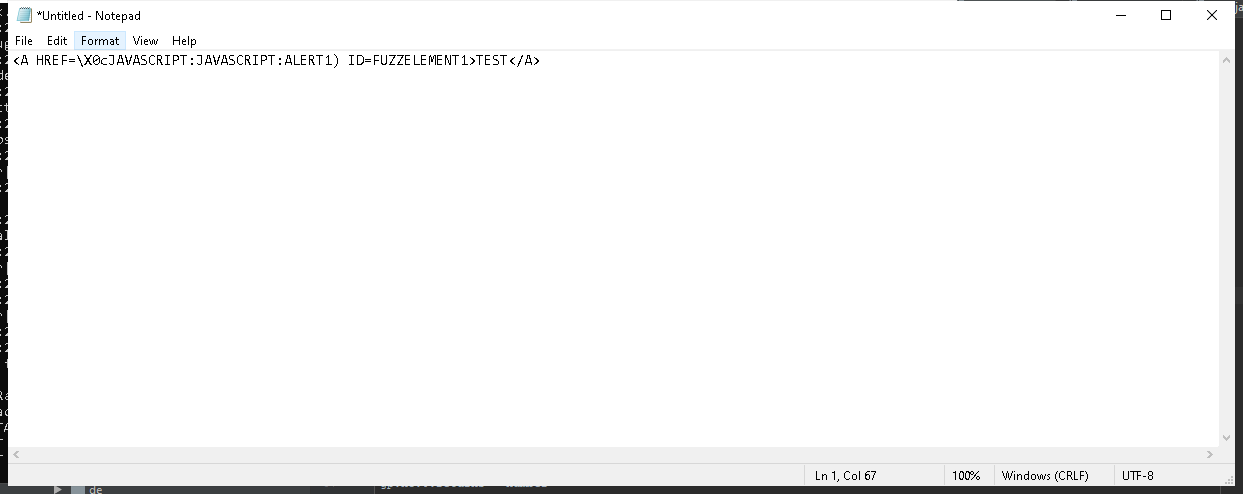 *Untitled - Notepad
File Edit Format View Help
<A HREF=\X0cJAVASCRIPT:JAVASCRIPT:ALERT1) ID=FUZZELEMENT1>TEST</A>
Ln 1, Col 67 100% Windows (CRLF) UTF-8
de